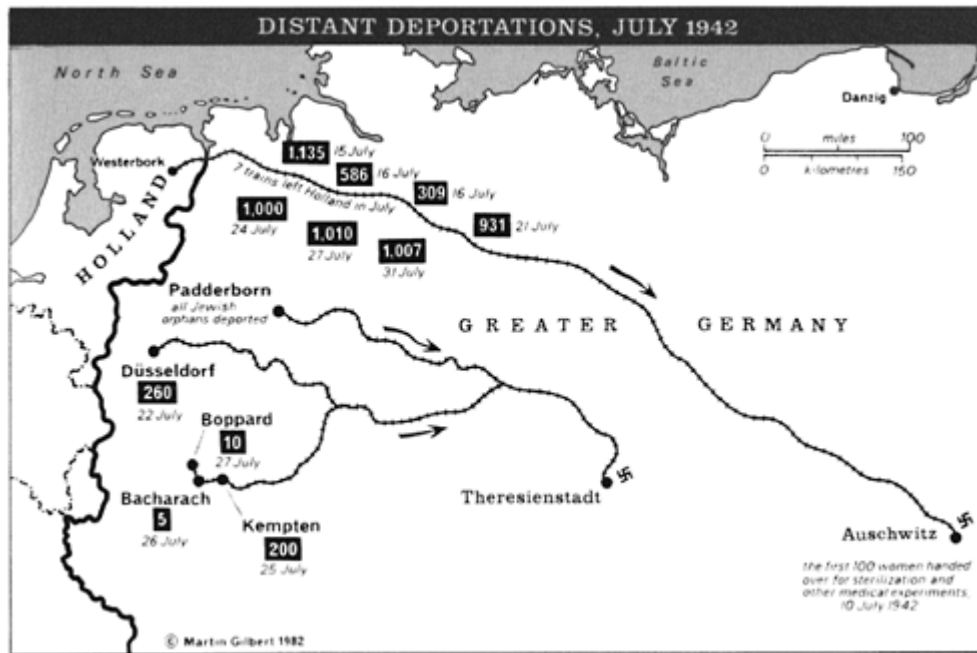 DISTANT DEPORTATIONS, JULY 1942
North Sea
Baltic
Sea
Danzig
0 miles 100
0 kilometres 150
Westerbork
HOLLAND
7 trains left Holland in July
1,135 15 July
586 16 July
309 16 July
931 21 July
1,000
24 July
1,010
27 July
1,007
31 July
Padderborn
all Jewish
orphans deported
GREATER GERMANY
Düsseldorf
260
22 July
Boppard
10
27 July
Bacharach
5
26 July
Kempten
200
25 July
Theresienstadt
Auschwitz
the first 100 women handed
over for sterilization and
other medical experiments,
10 July 1942
© Martin Gilbert 1982